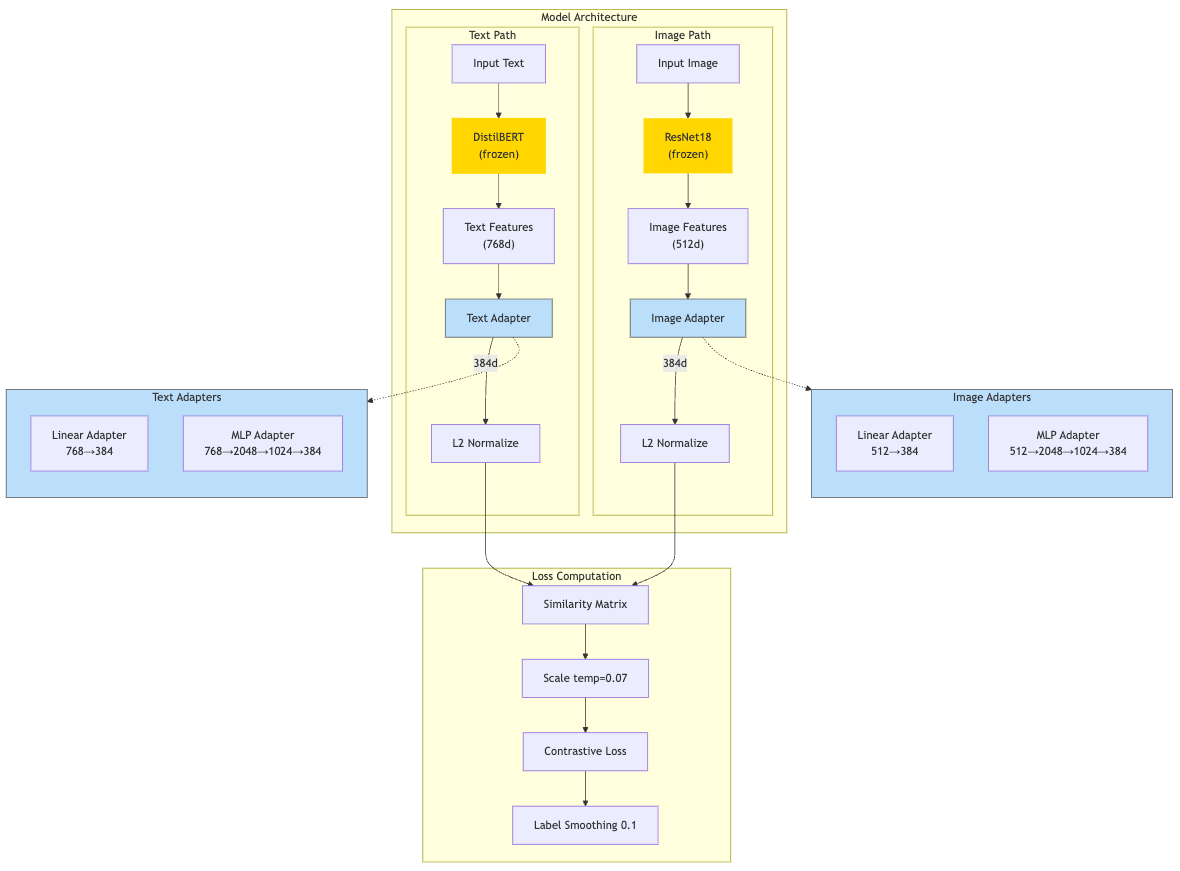 Model Architecture
Text Path
Image Path
Input Text
Input Image
DistilBERT
(frozen)
ResNet18
(frozen)
Text Features
(768d)
Image Features
(512d)
Text Adapter
Image Adapter
384d
384d
Text Adapters
Linear Adapter
768→384
MLP Adapter
768→2048→1024→384
L2 Normalize
L2 Normalize
Image Adapters
Linear Adapter
512→384
MLP Adapter
512→2048→1024→384
Loss Computation
Similarity Matrix
Scale temp=0.07
Contrastive Loss
Label Smoothing 0.1